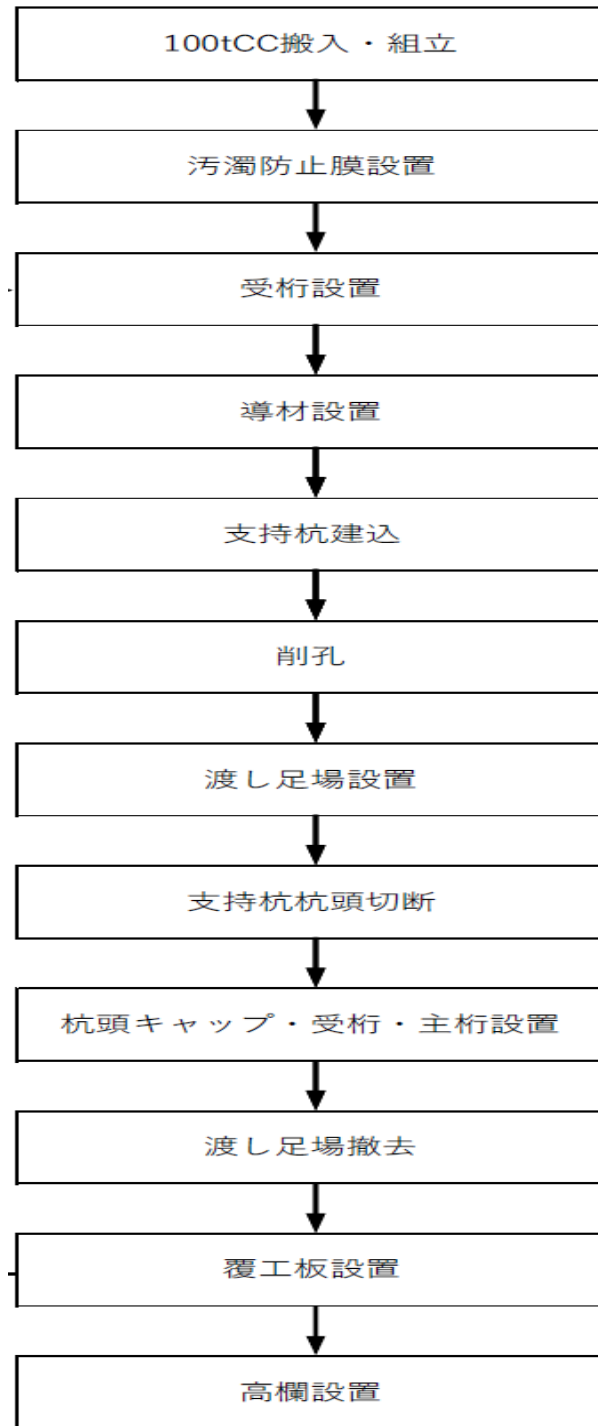 100tCC搬入・組立
汚濁防止膜設置
受桁設置
導材設置
支持杭建込
削孔
渡し足場設置
支持杭杭頭切断
杭頭キャップ・受桁・主桁設置
渡し足場撤去
覆工板設置
高欄設置